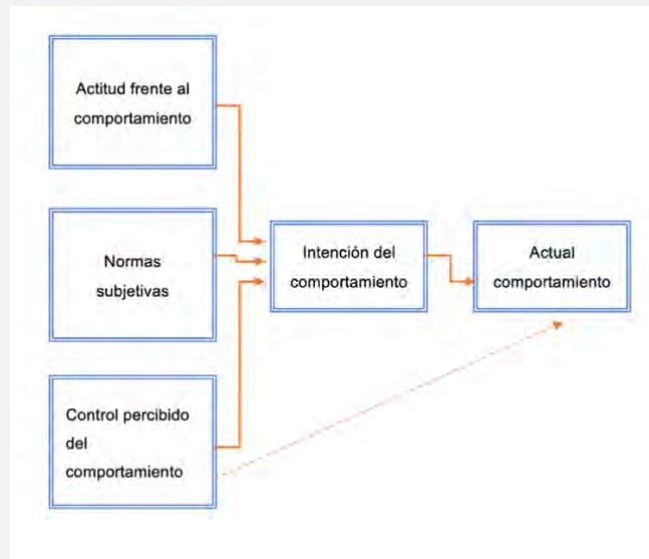 Actitud frente al
comportamiento
Normas
subjetivas
Control percibido
del
comportamiento
Intención del
comportamiento
Actual
comportamiento